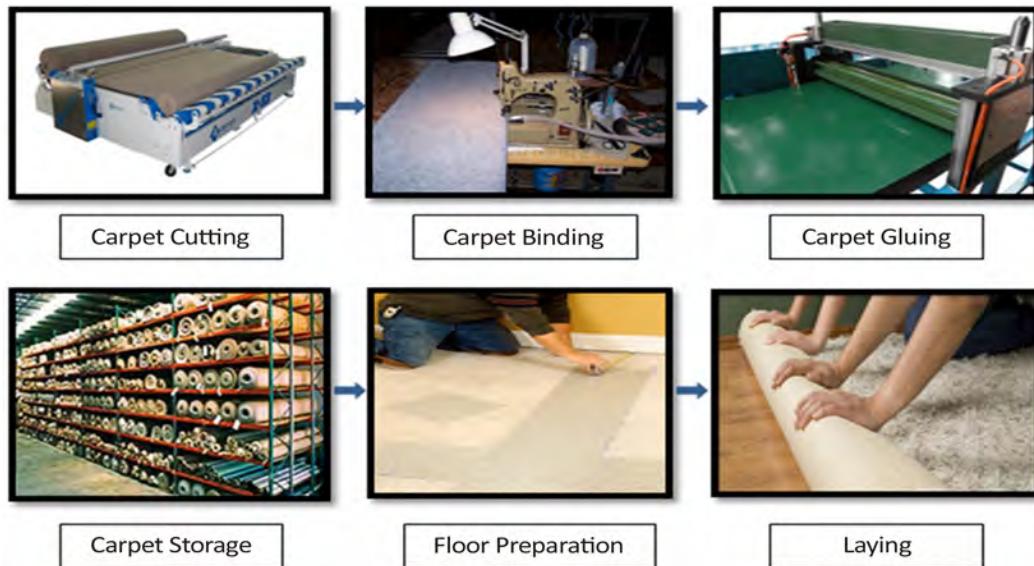 Carpet Cutting
Carpet Binding
Carpet Gluing
Carpet Storage
Floor Preparation
Laying